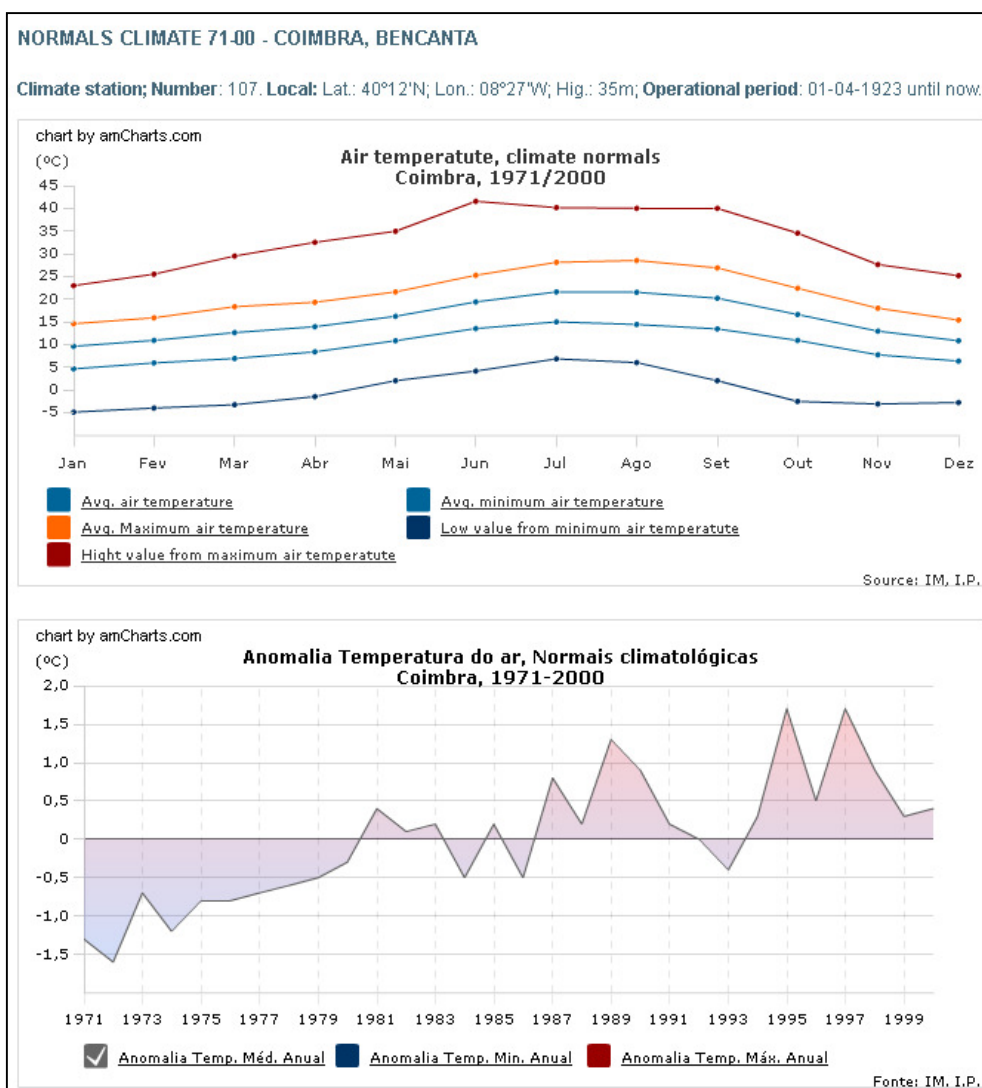 NORMALS CLIMATE 71-00 - COIMBRA, BENCANTA
Climate station; Number: 107. Local: Lat.: 40º12'N; Lon.: 08º27'W; Hig.: 35m; Operational period: 01-04-1923 until now.
chart by amCharts.com
(ºC)
Air temperatute, climate normals
Coimbra, 1971/2000
45
40
35
30
25
20
15
10
5
0
-5
Jan Fev Mar Abr Mai Jun Jul Ago Set Out Nov Dez
Avg. air temperature Avg. minimum air temperature
Avg. Maximum air temperature Low value from minimum air temperatute
Hight value from maximum air temperatute
Source: IM, I.P.
chart by amCharts.com
(ºC)
Anomalia Temperatura do ar, Normais climatológicas
Coimbra, 1971-2000
2,0
1,5
1,0
0,5
0
-0,5
-1,0
-1,5
1971 1973 1975 1977 1979 1981 1983 1985 1987 1989 1991 1993 1995 1997 1999
Anomalia Temp. Méd. Anual Anomalia Temp. Min. Anual Anomalia Temp. Máx. Anual
Fonte: IM, I.P.